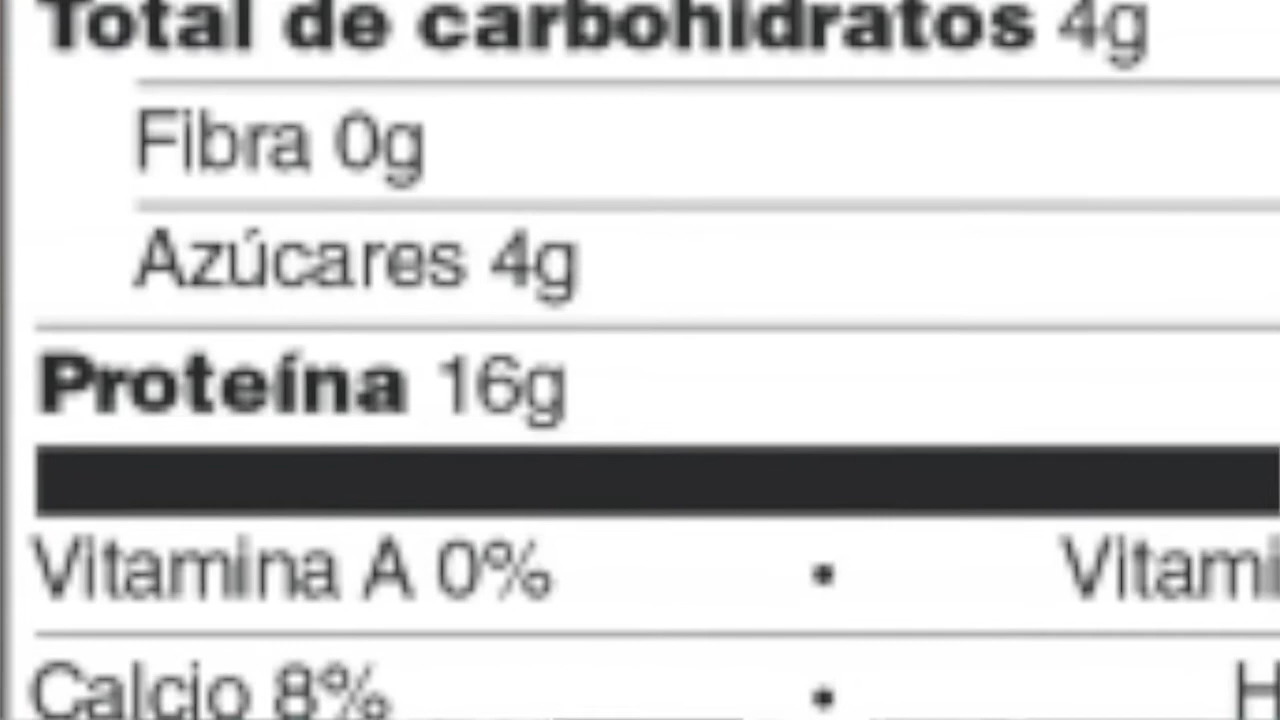 Total de carbohidratos 4g
Fibra 0g
Azúcares 4g
Proteína 16g
Vitamina A 0% •
Calcio 8% •